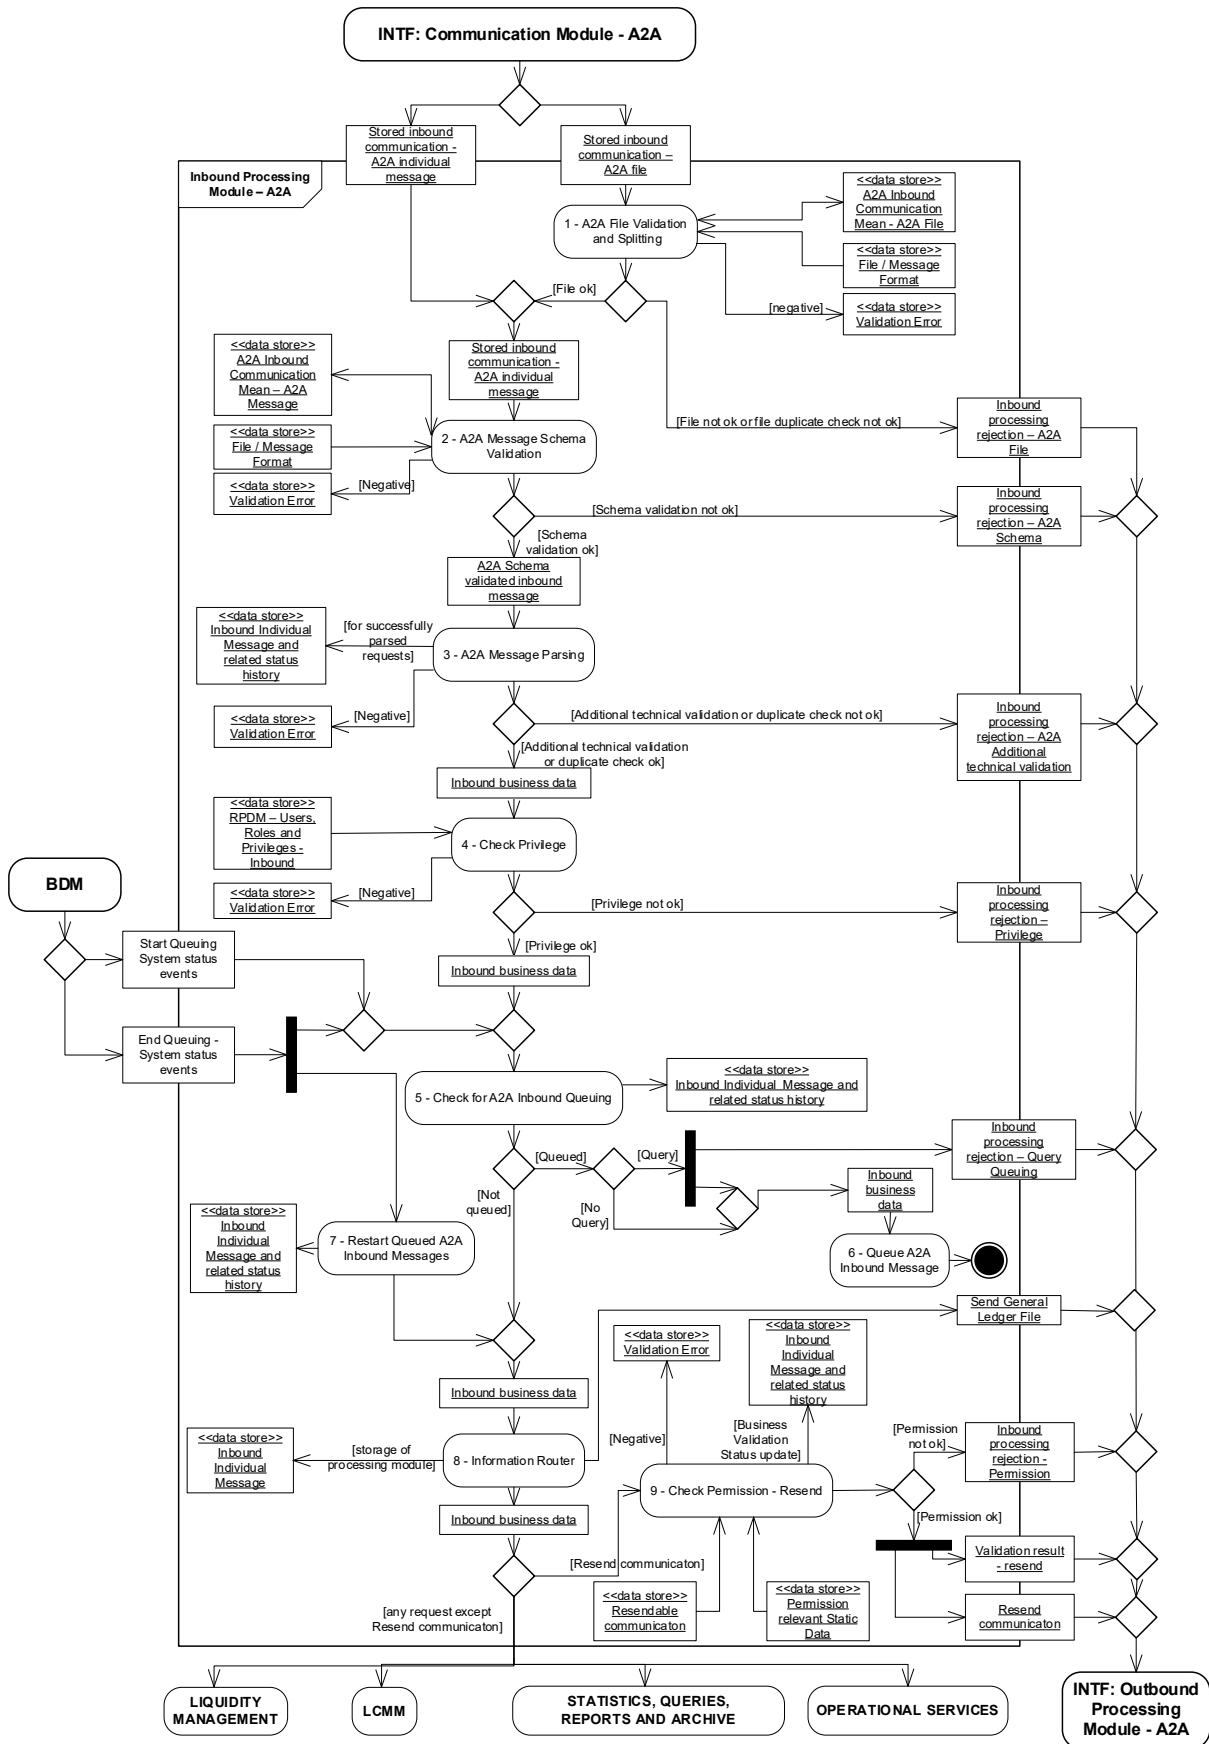 INTF: Communication Module - A2A
Stored inbound
communication -
A2A individual
message
Stored inbound
communication –
A2A file
Inbound Processing
Module – A2A
<<data store>>
A2A Inbound
Communication
Mean - A2A File
1 - A2A File Validation
and Splitting
<<data store>>
File / Message
Format
[File ok]
[negative]
<<data store>>
Validation Error
<<data store>>
A2A Inbound
Communication
Mean – A2A
Message
Stored inbound
communication -
A2A individual
message
[File not ok or file duplicate check not ok]
Inbound
processing
rejection – A2A
File
<<data store>>
File / Message
Format
2 - A2A Message Schema
Validation
<<data store>>
Validation Error
[Negative]
[Schema validation not ok]
Inbound
processing
rejection – A2A
Schema
[Schema
validation ok]
A2A Schema
validated inbound
message
<<data store>>
Inbound Individual
Message and
related status
history
[for successfully
parsed
requests]
3 - A2A Message Parsing
<<data store>>
Validation Error
[Negative]
[Additional technical validation or duplicate check not ok]
Inbound
processing
rejection – A2A
Additional
technical validation
[Additional technical validation
or duplicate check ok]
Inbound business data
<<data store>>
RPDM – Users,
Roles and
Privileges -
Inbound
4 - Check Privilege
BDM
<<data store>>
Validation Error
[Negative]
[Privilege not ok]
Inbound
processing
rejection –
Privilege
[Privilege ok]
Start Queuing
System status
events
Inbound business data
End Queuing -
System status
events
<<data store>>
Inbound Individual Message and
related status history
5 - Check for A2A Inbound Queuing
[Queued]
[Query]
Inbound
processing
rejection – Query
Queuing
[Not
queued]
[No
Query]
Inbound
business
data
<<data store>>
Inbound
Individual
Message and
related status
history
7 - Restart Queued A2A
Inbound Messages
6 - Queue A2A
Inbound Message
Send General
Ledger File
<<data store>>
Validation Error
<<data store>>
Inbound
Individual
Message and
related status
history
Inbound business data
<<data store>>
Inbound
Individual
Message
[storage of
processing module]
8 - Information Router
[Negative]
[Business
Validation
Status update]
[Permission
not ok]
Inbound
processing
rejection -
Permission
9 - Check Permission - Resend
Inbound business data
[Permission ok]
[Resend communicaton]
Validation result
- resend
<<data store>>
Resendable
communicaton
<<data store>>
Permission
relevant Static
Data
Resend
communicaton
[any request except
Resend communicaton]
LIQUIDITY
MANAGEMENT
LCMM
STATISTICS, QUERIES,
REPORTS AND ARCHIVE
OPERATIONAL SERVICES
INTF: Outbound
Processing
Module - A2A